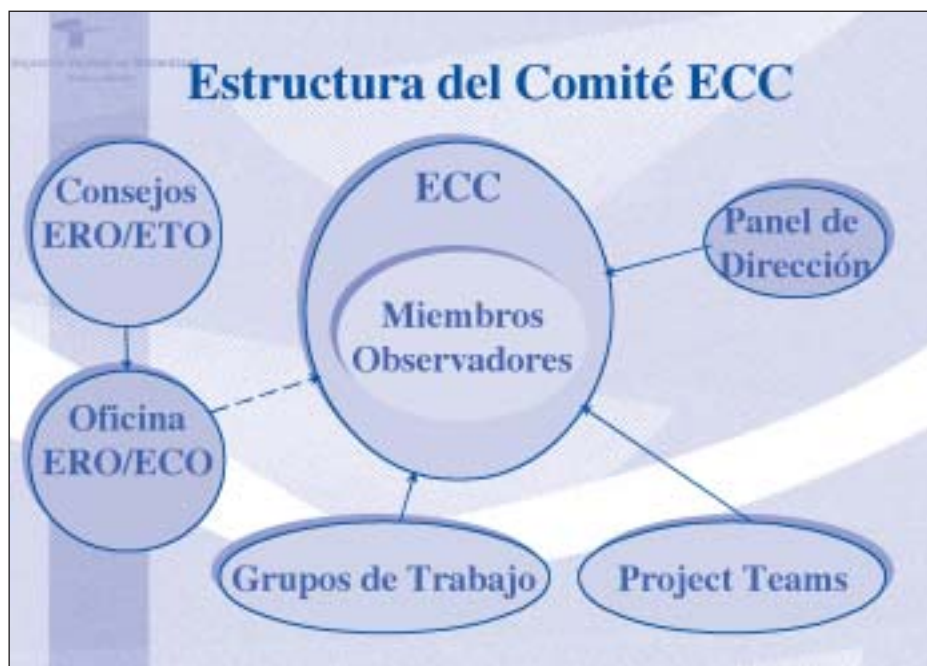 Estructura del Comité ECC
Consejos
ERO/ETO
ECC
Panel de
Dirección
Miembros
Observadores
Oficina
ERO/ECO
Grupos de Trabajo
Project Teams